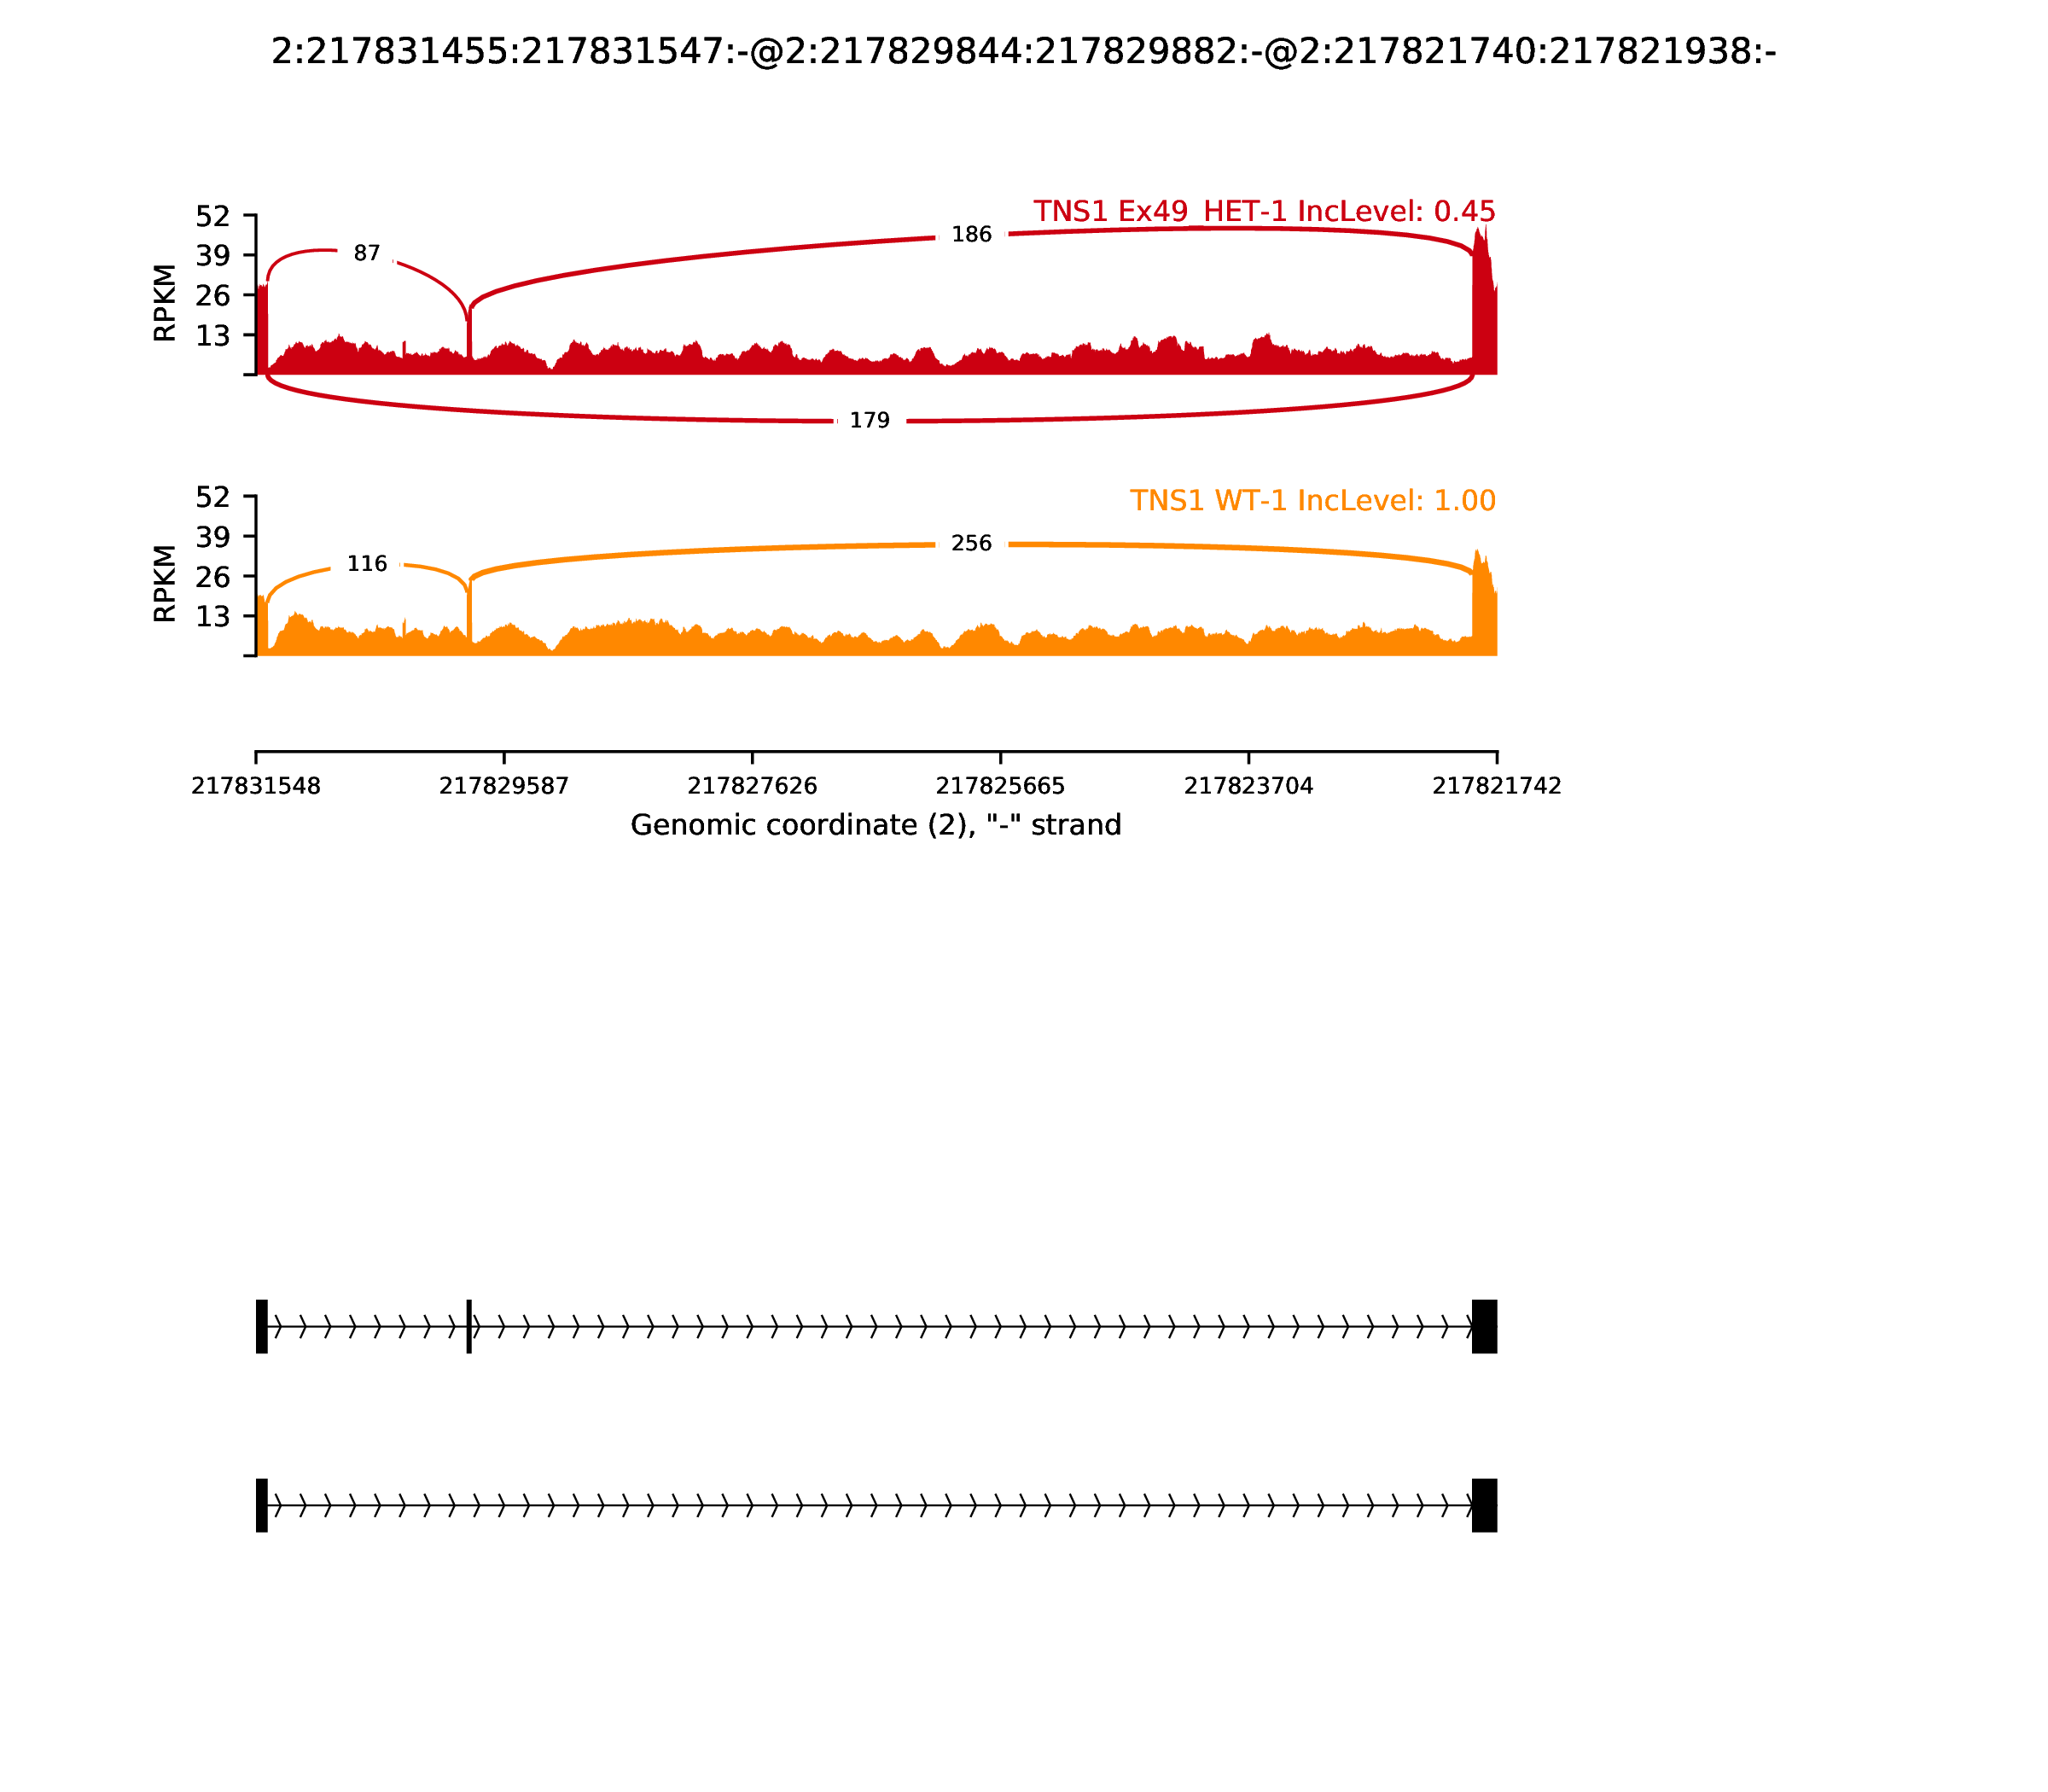 2:217831455:217831547:-@2:217829844:217829882:-@2:217821740:217821938:-
TNS1 Ex49_HET-1 IncLevel: 0.45
52
39
26
13
RPKM
87
186
179
TNS1 WT-1 IncLevel: 1.00
52
39
26
13
RPKM
116
256
217831548 217829587 217827626 217825665 217823704 217821742
Genomic coordinate (2), "-" strand